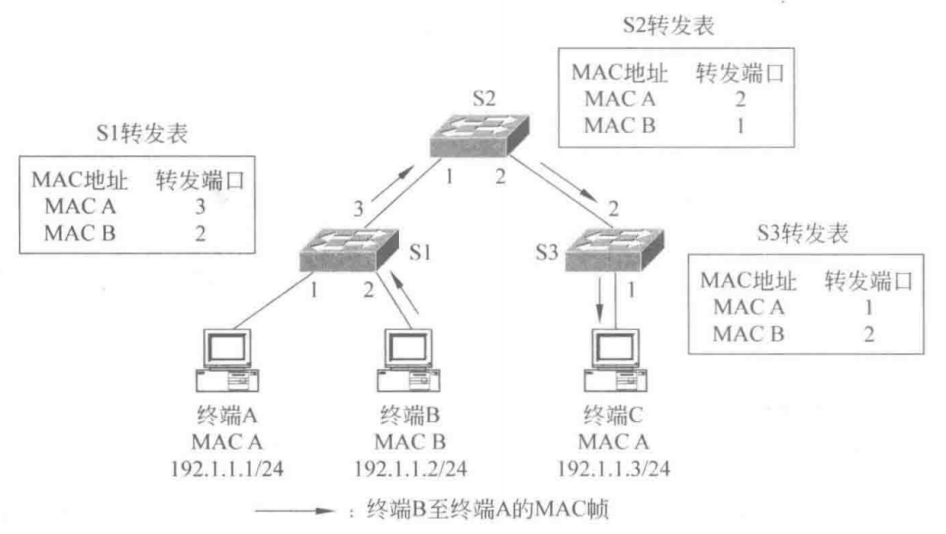 S2转发表
MAC地址 转发端口
MAC A 2
MAC B 1
S2
S1转发表
MAC地址 转发端口
MAC A 3
MAC B 2
1 2
3
2
S1
S3
S3转发表
MAC地址 转发端口
MAC A 1
MAC B 2
1 2
1
终端A
MAC A
192.1.1.1/24
终端B
MAC B
192.1.1.2/24
终端C
MAC A
192.1.1.3/24
：终端B至终端A的MAC帧